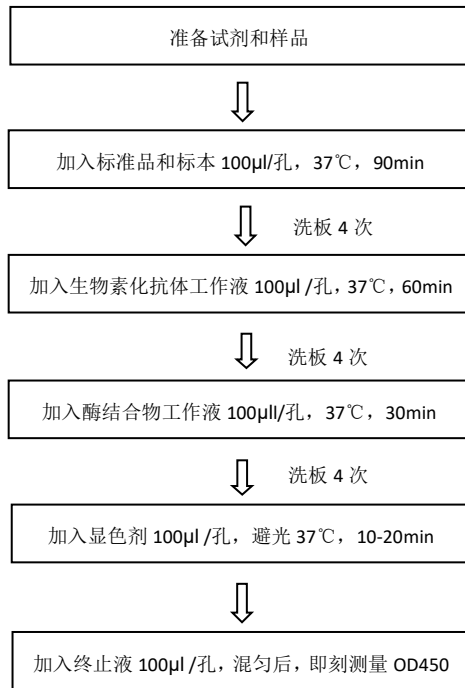 准备试剂和样品
加入标准品和标本 100μl/孔，37℃，90min
洗板 4 次
加入生物素化抗体工作液 100μl /孔，37℃，60min
洗板 4 次
加入酶结合物工作液 100μll/孔，37℃，30min
洗板 4 次
加入显色剂 100μl /孔，避光 37℃，10-20min
加入终止液 100μl /孔，混匀后，即刻测量 OD450